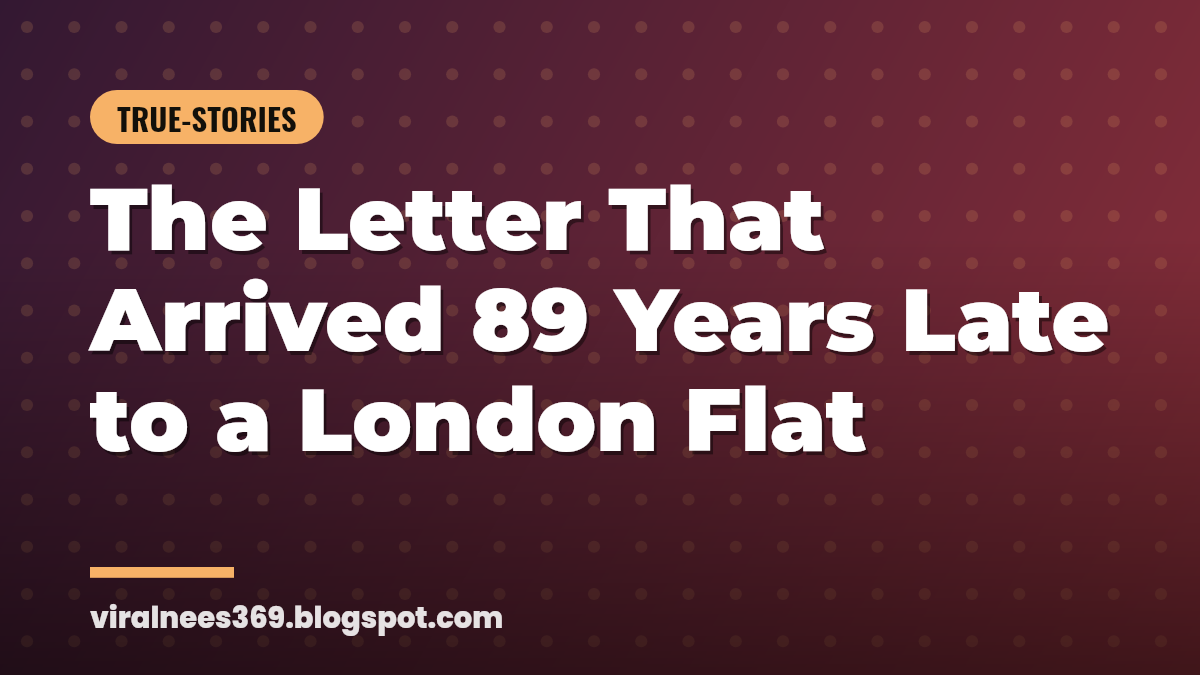 TRUE-STORIES
The Letter That
Arrived 89 Years Late
to a London Flat
viralnees369.blogspot.com